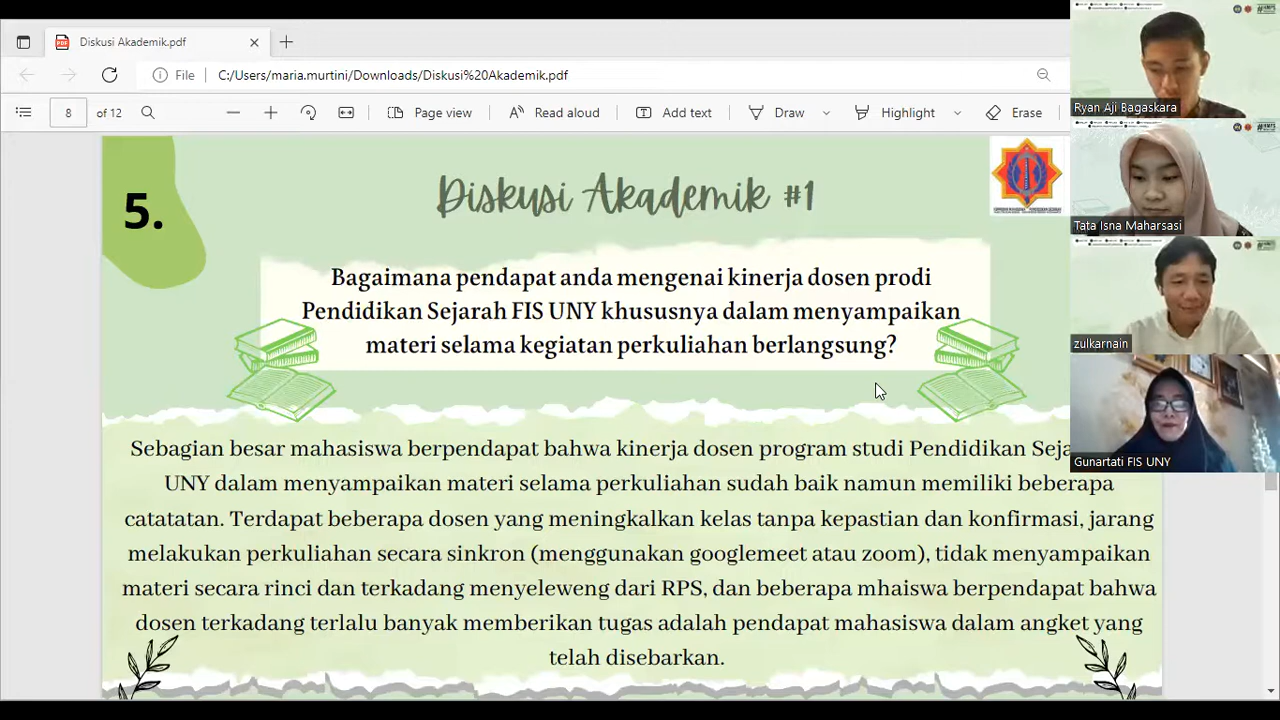 Diskusi Akademik.pdf
File
C:/Users/maria.murtini/Downloads/Diskusi%20Akademik.pdf
8 of 12
Page view
Read aloud
Add text
Draw
Highlight
Erase
5.
Diskusi Akademik #1
Bagaimana pendapat anda mengenai kinerja dosen prodi
Pendidikan Sejarah FIS UNY khususnya dalam menyampaikan
materi selama kegiatan perkuliahan berlangsung?
Sebagian besar mahasiswa berpendapat bahwa kinerja dosen program studi Pendidikan Seja
UNY dalam menyampaikan materi selama perkuliahan sudah baik namun memiliki beberapa
catatatan. Terdapat beberapa dosen yang meningkalkan kelas tanpa kepastian dan konfirmasi, jarang
melakukan perkuliahan secara sinkron (menggunakan googlemeet atau zoom), tidak menyampaikan
materi secara rinci dan terkadang menyeleweng dari RPS, dan beberapa mhaiswa berpendapat bahwa
dosen terkadang terlalu banyak memberikan tugas adalah pendapat mahasiswa dalam angket yang
telah disebarkan.
Ryan Aji Bagaskara
Tata Isna Maharsasi
zulkarnain
Gunartati FIS UNY